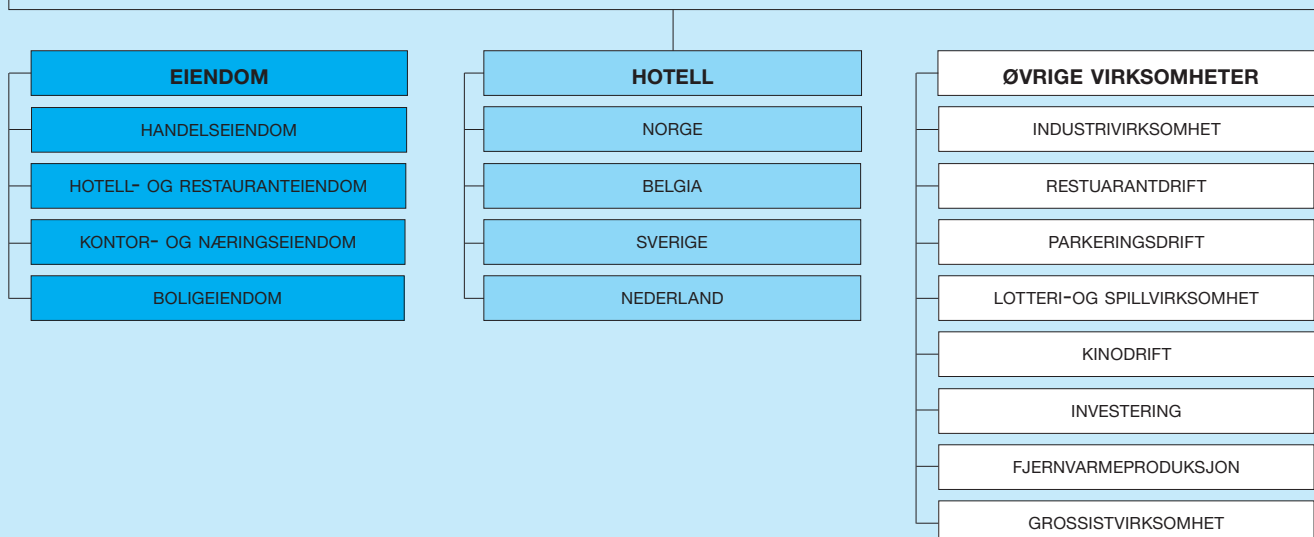 EIENDOM
HANDELSEIENDOM
HOTELL- OG RESTAURANTEIENDOM
KONTOR- OG NÆRINGSEIENDOM
BOLIGEIENDOM
HOTELL
NORGE
BELGIA
SVERIGE
NEDERLAND
ØVRIGE VIRKSOMHETER
INDUSTRIVIRKSOMHET
RESTUARANTDRIFT
PARKERINGSDRIFT
LOTTERI-OG SPILLVIRKSOMHET
KINODRIFT
INVESTERING
FJERNVARMEPRODUKSJON
GROSSISTVIRKSOMHET